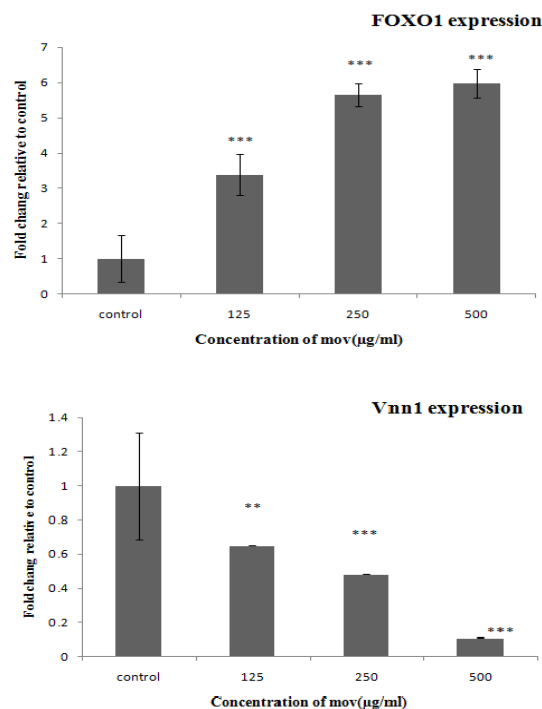 FOXO1 expression
Fold chang relative to control
7
6
5
4
3
2
1
0
***
***
***
control 125 250 500
Concentration of mov(µg/ml)
Vnn1 expression
Fold chang relative to control
1.4
1.2
1
0.8
0.6
0.4
0.2
0
**
***
***
control 125 250 500
Concentration of mov(µg/ml)